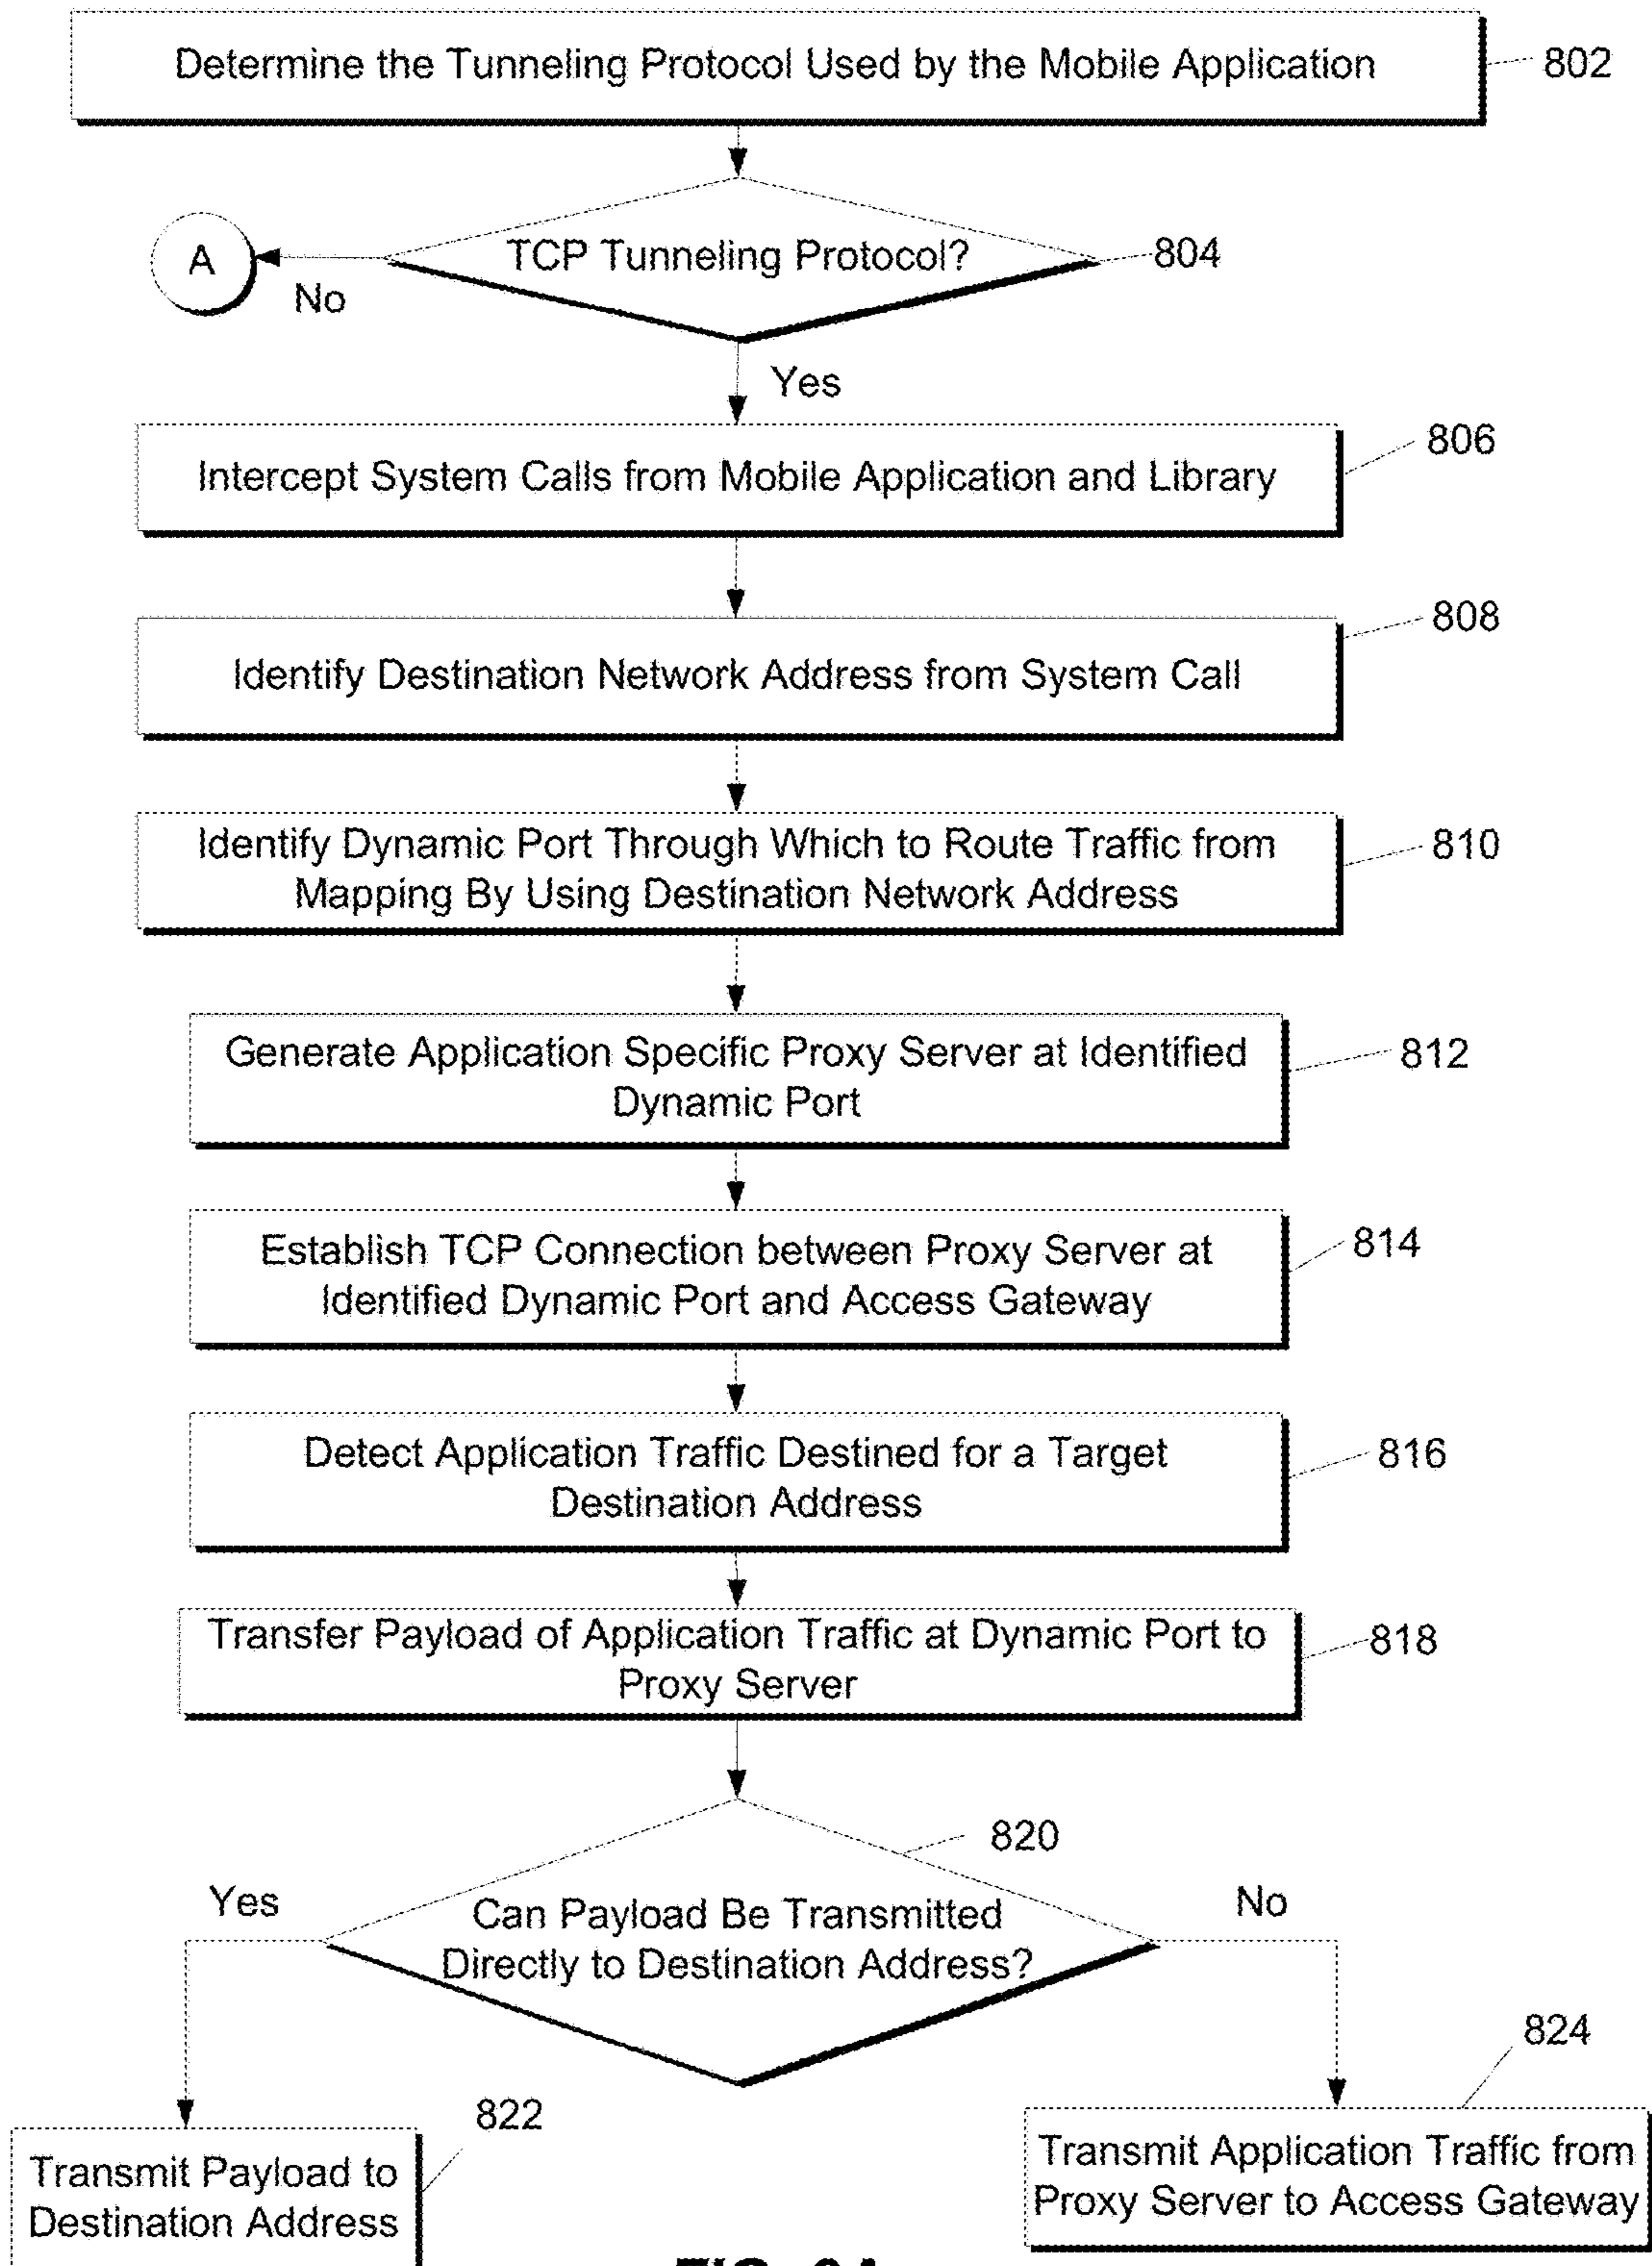 Determine the Tunneling Protocol Used by the Mobile Application
802
TCP Tunneling Protocol?
804
A
No
Yes
Intercept System Calls from Mobile Application and Library
806
Identify Destination Network Address from System Call
808
Identify Dynamic Port Through Which to Route Traffic from
Mapping By Using Destination Network Address
810
Generate Application Specific Proxy Server at Identified
Dynamic Port
812
Establish TCP Connection between Proxy Server at
Identified Dynamic Port and Access Gateway
814
Detect Application Traffic Destined for a Target
Destination Address
816
Transfer Payload of Application Traffic at Dynamic Port to
Proxy Server
818
820
Yes
No
Can Payload Be Transmitted
Directly to Destination Address?
822
824
Transmit Payload to
Destination Address
Transmit Application Traffic from
Proxy Server to Access Gateway